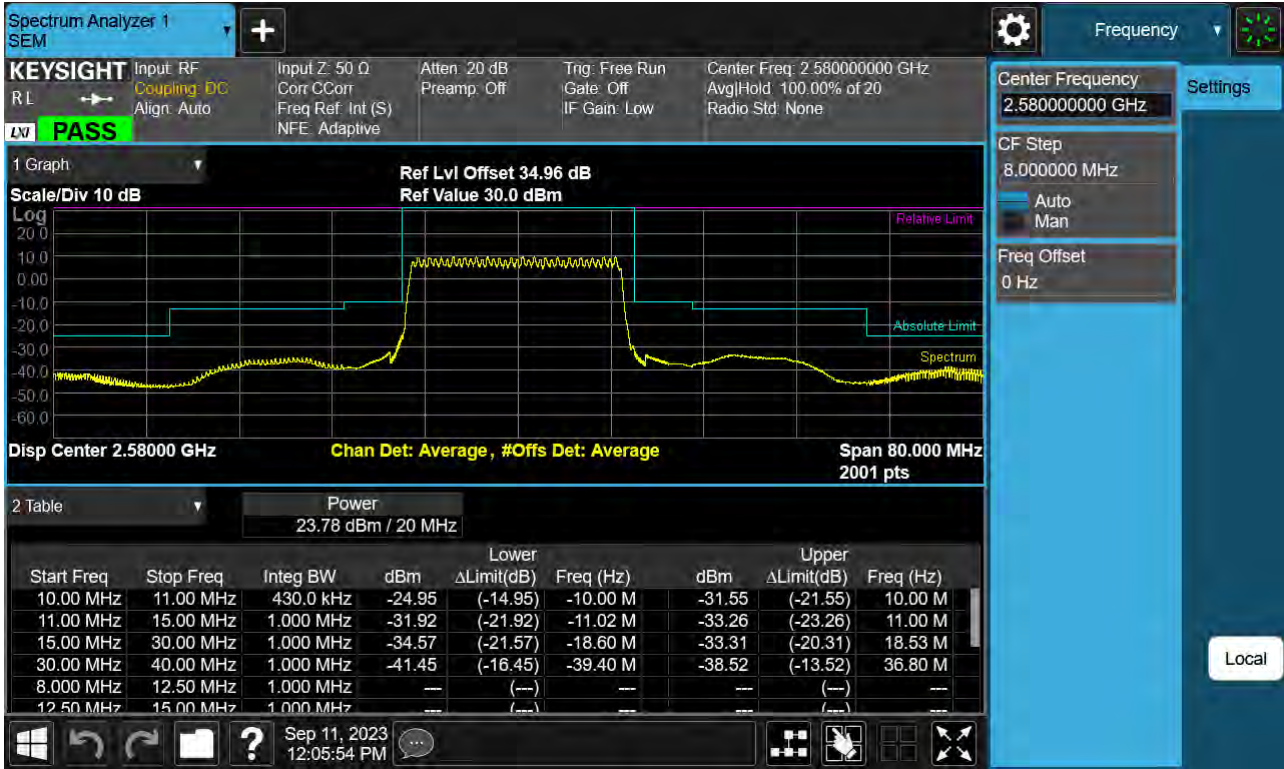 Spectrum Analyzer 1
SEM
Frequency
KEYSIGHT
R L
LXI
PASS
Input: RF
Coupling: DC
Align: Auto
Input Z: 50 Ω
Corr CCorr
Freq Ref: Int (S)
NFE: Adaptive
Atten: 20 dB
Preamp: Off
Trig: Free Run
Gate: Off
IF Gain: Low
Center Freq: 2.580000000 GHz
Avg|Hold: 100.00% of 20
Radio Std: None
Center Frequency
2.580000000 GHz
Settings
CF Step
8.000000 MHz
Auto
Man
Freq Offset
0 Hz
Local
1 Graph
Scale/Div 10 dB
Ref Lvl Offset 34.96 dB
Ref Value 30.0 dBm
Log
20.0
10.0
0.00
-10.0
-20.0
-30.0
-40.0
-50.0
-60.0
Relative Limit
Absolute Limit
Spectrum
Disp Center 2.58000 GHz Chan Det: Average, #Offs Det: Average Span 80.000 MHz
2001 pts
2 Table
Power
23.78 dBm / 20 MHz
Lower Upper
Start Freq Stop Freq Integ BW dBm ΔLimit(dB) Freq (Hz) dBm ΔLimit(dB) Freq (Hz)
10.00 MHz 11.00 MHz 430.0 kHz -24.95 (-14.95) -10.00 M -31.55 (-21.55) 10.00 M
11.00 MHz 15.00 MHz 1.000 MHz -31.92 (-21.92) -11.02 M -33.26 (-23.26) 11.00 M
15.00 MHz 30.00 MHz 1.000 MHz -34.57 (-21.57) -18.60 M -33.31 (-20.31) 18.53 M
30.00 MHz 40.00 MHz 1.000 MHz -41.45 (-16.45) -39.40 M -38.52 (-13.52) 36.80 M
8.000 MHz 12.50 MHz 1.000 MHz --- (---) --- --- (---) ---
12.50 MHz 15.00 MHz 1.000 MHz --- (---) --- --- (---) ---
Sep 11, 2023
12:05:54 PM